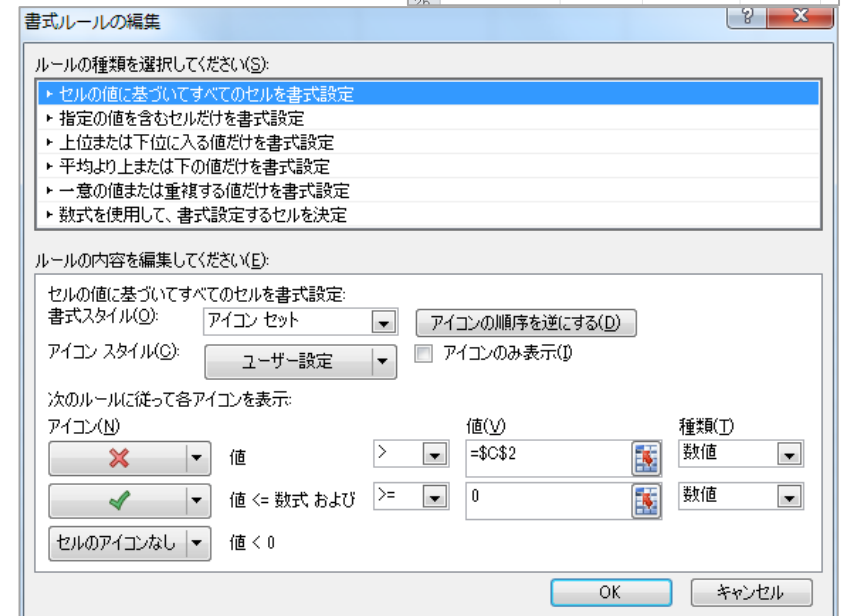 書式ルールの編集
ルールの種類を選択してください(S):
セルの値に基づいてすべてのセルを書式設定
指定の値を含むセルだけを書式設定
上位または下位に入る値だけを書式設定
平均より上または下の値だけを書式設定
一意の値または重複する値だけを書式設定
数式を使用して、書式設定するセルを決定
ルールの内容を編集してください(E):
セルの値に基づいてすべてのセルを書式設定:
書式スタイル(O): アイコン セット アイコンの順序を逆にする(D)
アイコン スタイル(C): ユーザー設定 アイコンのみ表示(I)
次のルールに従って各アイコンを表示:
アイコン(N) 値(V) 種類(T)
値 > =$C$2 数値
値 <= 数式 および >= 0 数値
セルのアイコンなし 値 < 0
OK キャンセル